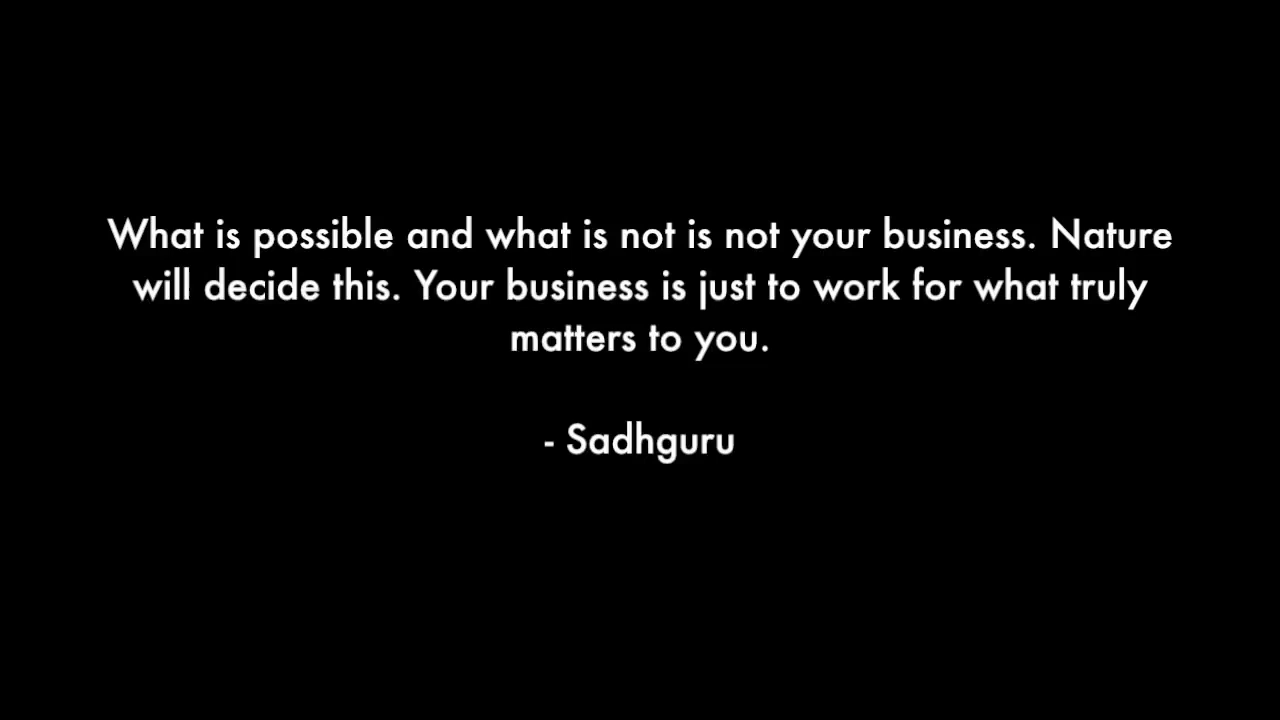 What is possible and what is not is not your business. Nature
will decide this. Your business is just to work for what truly
matters to you.
- Sadhguru